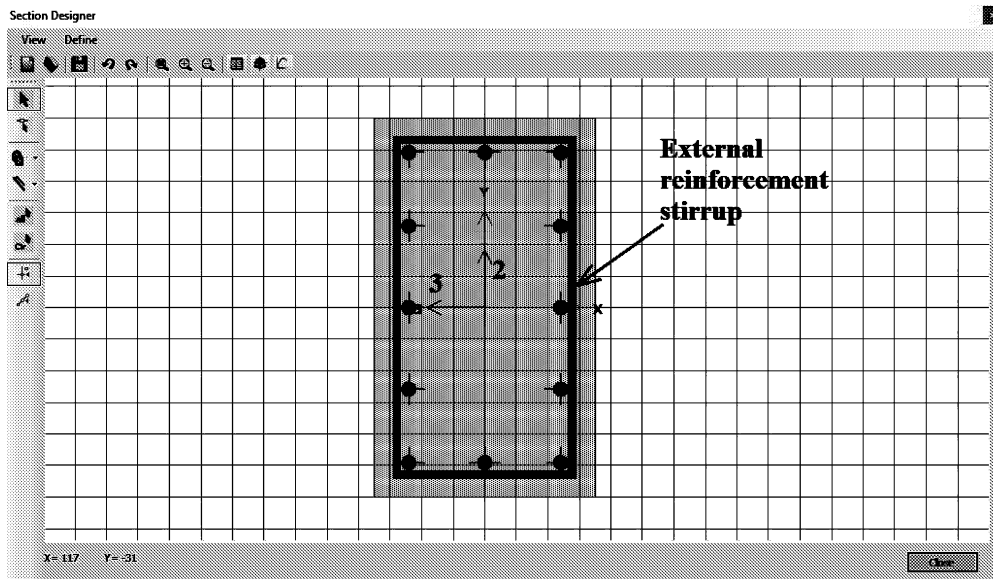 Section Designer
View Define
External
reinforcement
stirrup
2
3
X
X= 117 Y= -31
Close